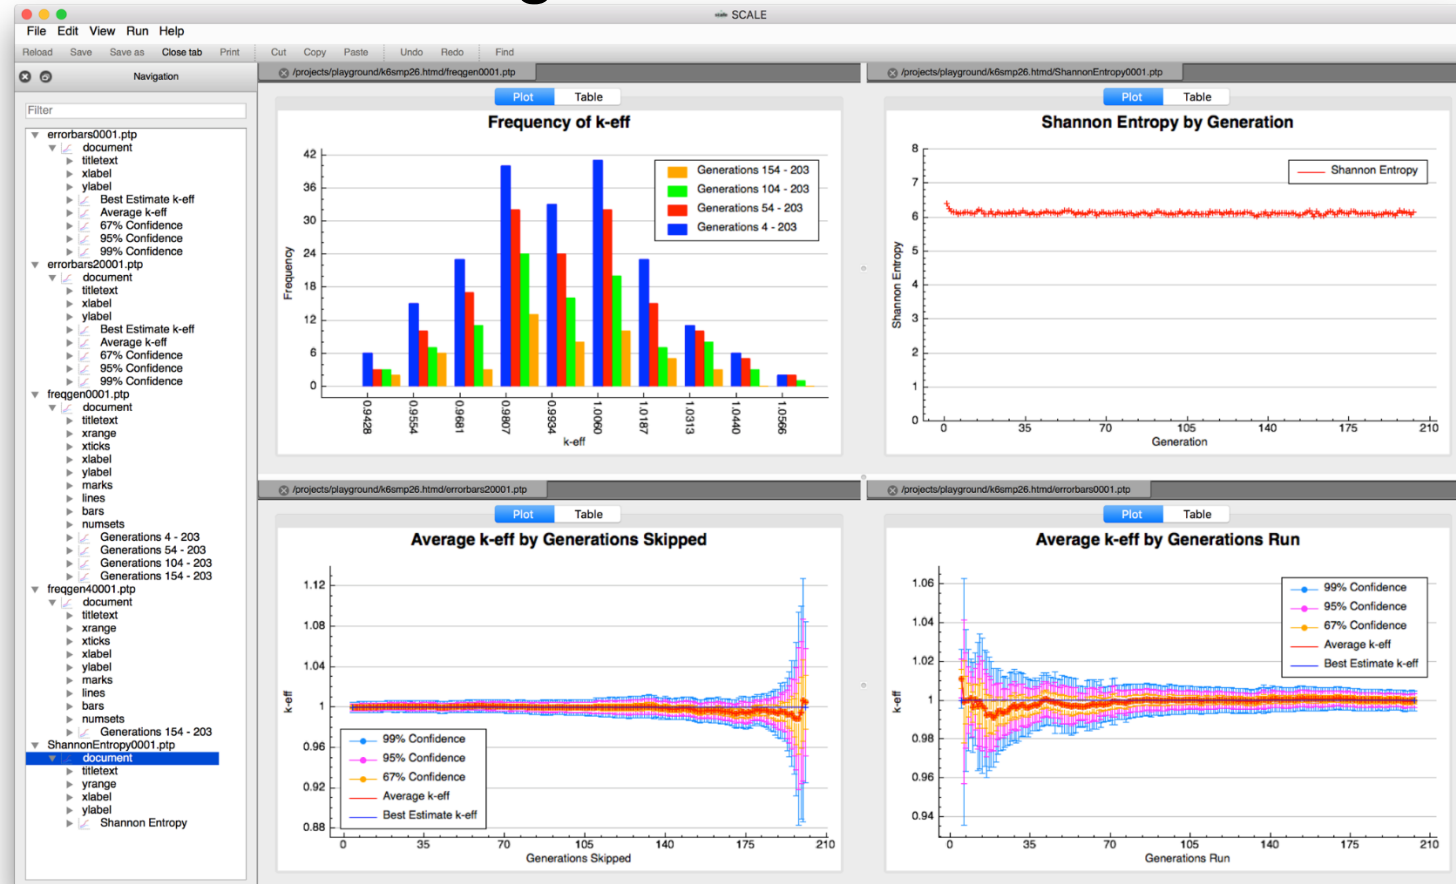 SCALE
File Edit View Run Help
Reload Save Save as Close tab Print Cut Copy Paste Undo Redo Find
Navigation
Filter
errorbars0001.ptp
document
titletext
xlabel
ylabel
Best Estimate k-eff
Average k-eff
67% Confidence
95% Confidence
99% Confidence
errorbars20001.ptp
document
titletext
xlabel
ylabel
Best Estimate k-eff
Average k-eff
67% Confidence
95% Confidence
99% Confidence
freqgen0001.ptp
document
titletext
xrange
xticks
xlabel
ylabel
marks
lines
bars
numsets
Generations 4 - 203
Generations 54 - 203
Generations 104 - 203
Generations 154 - 203
freqgen40001.ptp
document
titletext
xrange
xticks
xlabel
ylabel
marks
lines
bars
numsets
Generations 154 - 203
ShannonEntropy0001.ptp
document
titletext
yrange
xlabel
ylabel
Shannon Entropy
/projects/playground/k6smp26.htmd/freqgen0001.ptp
Plot Table
Frequency of k-eff
42
36
30
24
18
12
6
0
Frequency
Generations 154 - 203
Generations 104 - 203
Generations 54 - 203
Generations 4 - 203
0.9428 0.9554 0.9681 0.9807 0.9934 1.0060 1.0187 1.0313 1.0440 1.0566
k-eff
/projects/playground/k6smp26.htmd/ShannonEntropy0001.ptp
Plot Table
Shannon Entropy by Generation
8
7
6
5
4
3
2
1
0
Shannon Entropy
Shannon Entropy
0 35 70 105 140 175 210
Generation
/projects/playground/k6smp26.htmd/errorbars20001.ptp
Plot Table
Average k-eff by Generations Skipped
1.12
1.08
1.04
1
0.96
0.92
0.88
k-eff
99% Confidence
95% Confidence
67% Confidence
Average k-eff
Best Estimate k-eff
0 35 70 105 140 175 210
Generations Skipped
/projects/playground/k6smp26.htmd/errorbars0001.ptp
Plot Table
Average k-eff by Generations Run
1.06
1.04
1.02
1
0.98
0.96
0.94
k-eff
99% Confidence
95% Confidence
67% Confidence
Average k-eff
Best Estimate k-eff
0 35 70 105 140 175 210
Generations Run